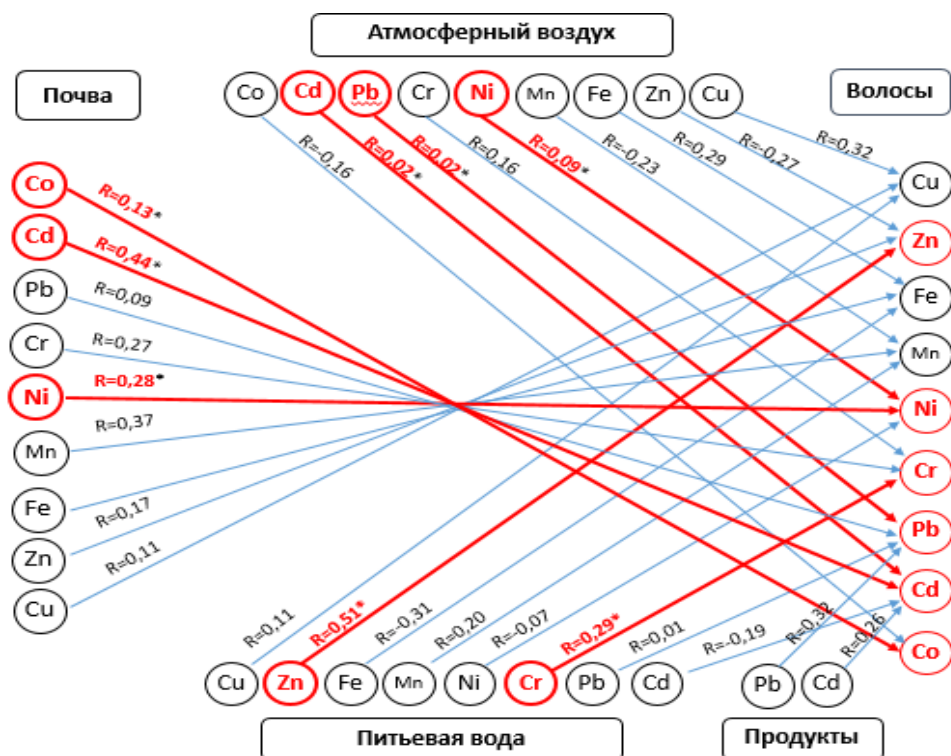 Атмосферный воздух
Почва
Волосы
Co Cd Pb Cr Ni Mn Fe Zn Cu
R=-0,16
R=0,02*
R=0,02*
R=0,16
R=0,09*
R=-0,23
R=0,29
R=-0,27
R=0,32
Co
R=0,13*
Cd
R=0,44*
Pb
R=0,09
Cr
R=0,27
Ni
R=0,28*
Mn
R=0,37
Fe
R=0,17
Zn
R=0,11
Cu
Cu
Zn
Fe
Mn
Ni
Cr
Pb
Cd
Co
R=0,11
R=0,51*
R=-0,31
R=0,20
R=-0,07
R=0,29*
R=0,01
R=-0,19
R=0,32
R=0,26
Cu Zn Fe Mn Ni Cr Pb Cd
Pb Cd
Питьевая вода
Продукты